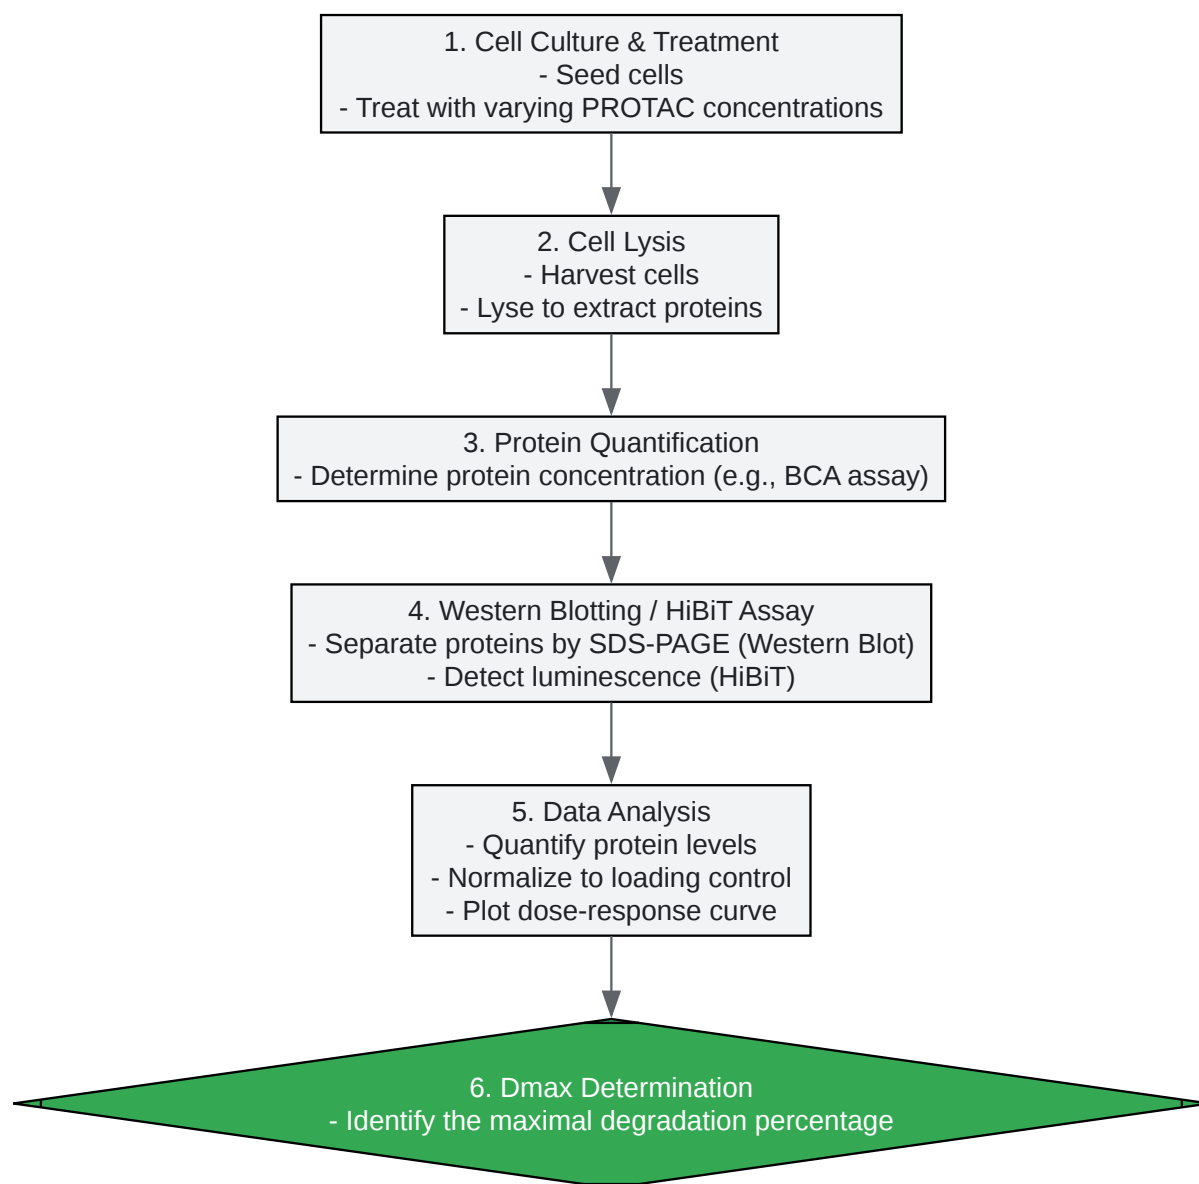 1. Cell Culture & Treatment
- Seed cells
- Treat with varying PROTAC concentrations
2. Cell Lysis
- Harvest cells
- Lyse to extract proteins
3. Protein Quantification
- Determine protein concentration (e.g., BCA assay)
4. Western Blotting / HiBiT Assay
- Separate proteins by SDS-PAGE (Western Blot)
- Detect luminescence (HiBiT)
5. Data Analysis
- Quantify protein levels
- Normalize to loading control
- Plot dose-response curve
6. Dmax Determination
- Identify the maximal degradation percentage